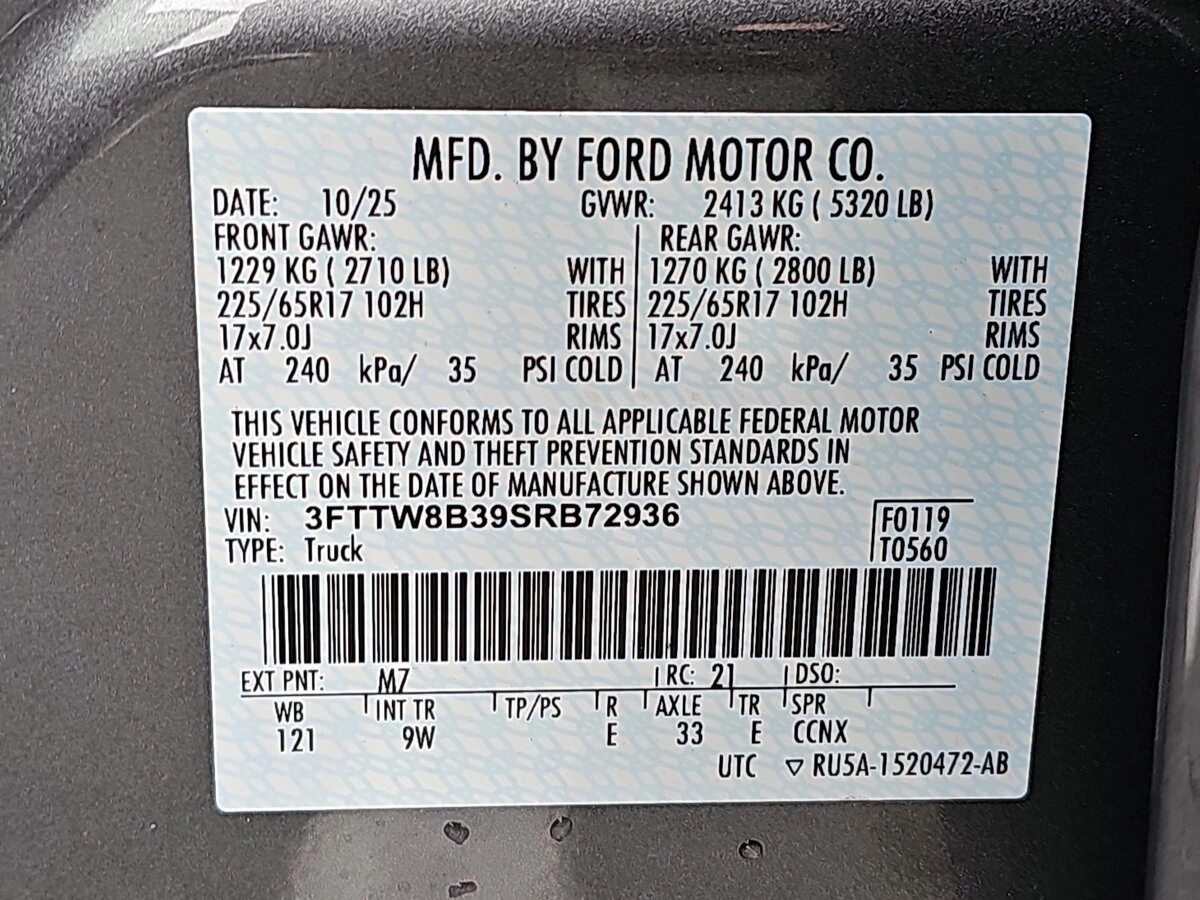 MFD. BY FORD MOTOR CO.
DATE: 10/25 GVWR: 2413 KG ( 5320 LB)
FRONT GAWR: REAR GAWR:
1229 KG ( 2710 LB) WITH 1270 KG ( 2800 LB) WITH
225/65R17 102H TIRES 225/65R17 102H TIRES
17x7.0J RIMS 17x7.0J RIMS
AT 240 kPa/ 35 PSI COLD AT 240 kPa/ 35 PSI COLD
THIS VEHICLE CONFORMS TO ALL APPLICABLE FEDERAL MOTOR
VEHICLE SAFETY AND THEFT PREVENTION STANDARDS IN
EFFECT ON THE DATE OF MANUFACTURE SHOWN ABOVE.
VIN: 3FTTW8B39SRB72936 F0119
TYPE: Truck T0560
EXT PNT: M7 RC: 21 DSO:
WB INT TR TP/PS R AXLE TR SPR
121 9W E 33 E CCNX
UTC ▽ RU5A-1520472-AB